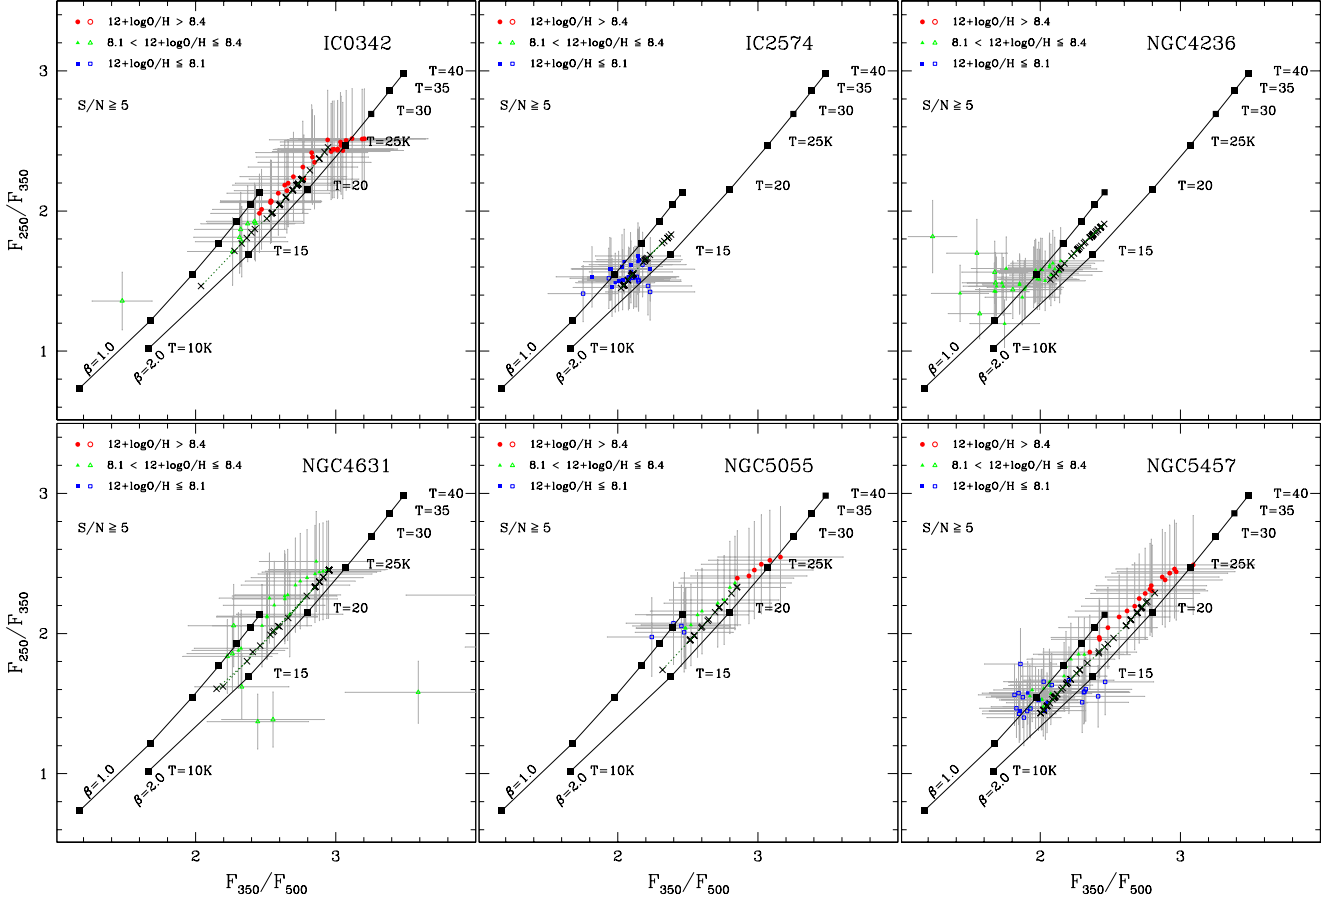 12+logO/H > 8.4
8.1 < 12+logO/H ≦ 8.4
12+logO/H ≦ 8.1
IC0342
S/N ≧ 5
T=40
T=35
T=30
T=25K
T=20
T=15
T=10K
β=1.0
β=2.0
12+logO/H > 8.4
8.1 < 12+logO/H ≦ 8.4
12+logO/H ≦ 8.1
IC2574
S/N ≧ 5
T=40
T=35
T=30
T=25K
T=20
T=15
T=10K
β=1.0
β=2.0
12+logO/H > 8.4
8.1 < 12+logO/H ≦ 8.4
12+logO/H ≦ 8.1
NGC4236
S/N ≧ 5
T=40
T=35
T=30
T=25K
T=20
T=15
T=10K
β=1.0
β=2.0
3
2
1
F250/F350
12+logO/H > 8.4
8.1 < 12+logO/H ≦ 8.4
12+logO/H ≦ 8.1
NGC4631
S/N ≧ 5
T=40
T=35
T=30
T=25K
T=20
T=15
T=10K
β=1.0
β=2.0
12+logO/H > 8.4
8.1 < 12+logO/H ≦ 8.4
12+logO/H ≦ 8.1
NGC5055
S/N ≧ 5
T=40
T=35
T=30
T=25K
T=20
T=15
T=10K
β=1.0
β=2.0
12+logO/H > 8.4
8.1 < 12+logO/H ≦ 8.4
12+logO/H ≦ 8.1
NGC5457
S/N ≧ 5
T=40
T=35
T=30
T=25K
T=20
T=15
T=10K
β=1.0
β=2.0
3
2
1
F250/F350
2 3
2 3
2 3
F350/F500
F350/F500
F350/F500